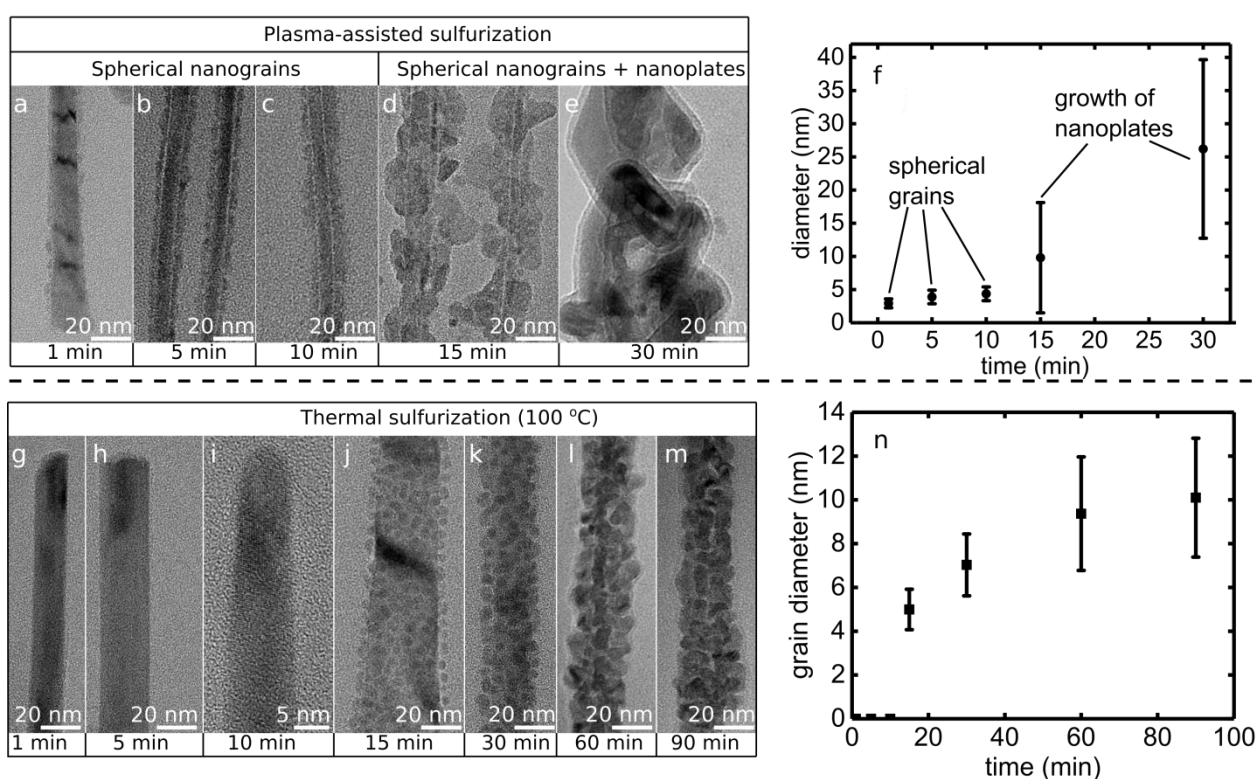 Plasma-assisted sulfurization
Spherical nanograins
Spherical nanograins + nanoplates
a
b
c
d
e
20 nm
20 nm
20 nm
20 nm
20 nm
1 min
5 min
10 min
15 min
30 min
f
growth of
nanoplates
spherical
grains
diameter (nm)
40
35
30
25
20
15
10
5
0
0 5 10 15 20 25 30
time (min)
Thermal sulfurization (100 °C)
g
h
i
j
k
l
m
20 nm
20 nm
5 nm
20 nm
20 nm
20 nm
20 nm
1 min
5 min
10 min
15 min
30 min
60 min
90 min
n
grain diameter (nm)
14
12
10
8
6
4
2
0
0 20 40 60 80 100
time (min)